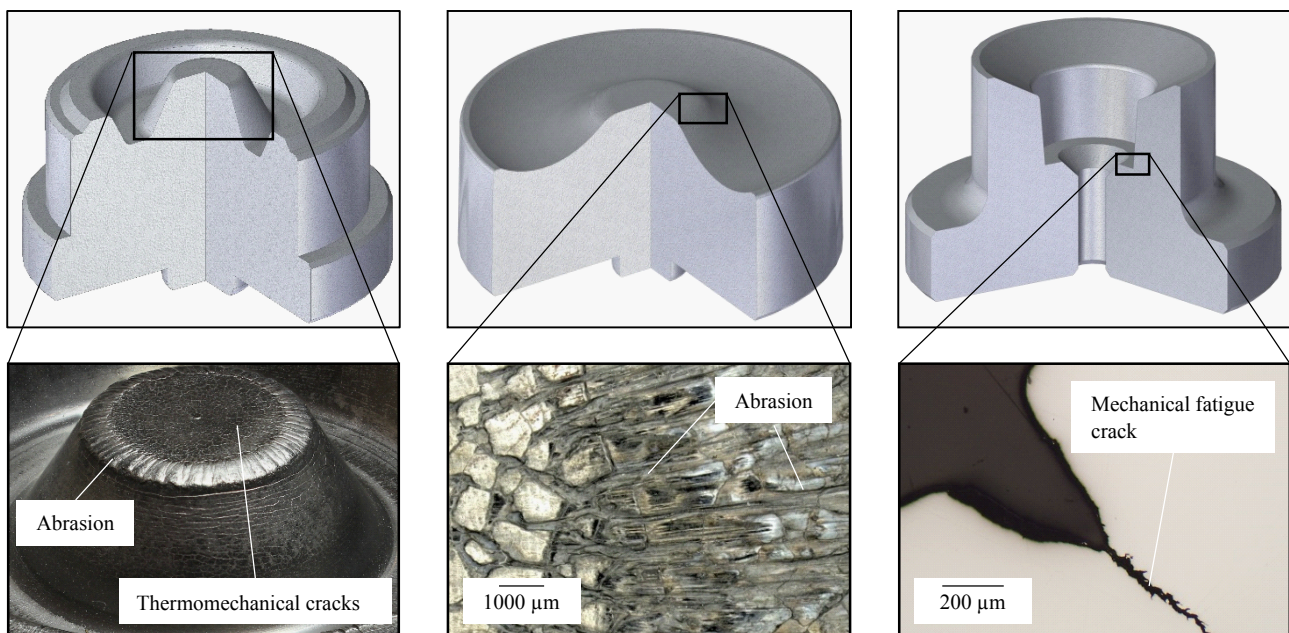 Abrasion
Thermomechanical cracks
Abrasion
1000 µm
Mechanical fatigue
crack
200 µm